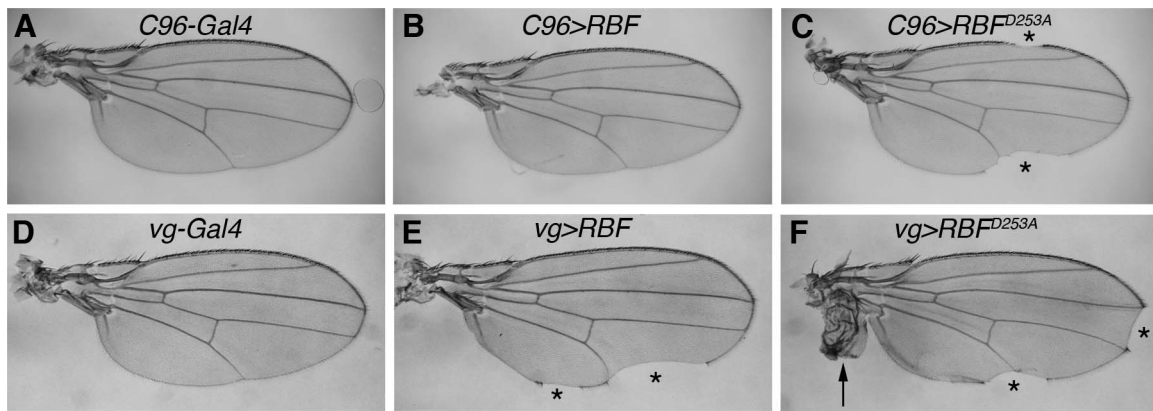 A C96-Gal4
B C96>RBF
C C96>RBF^D253A
*
*
D vg-Gal4
E vg>RBF
*
*
F vg>RBF^D253A
*
*